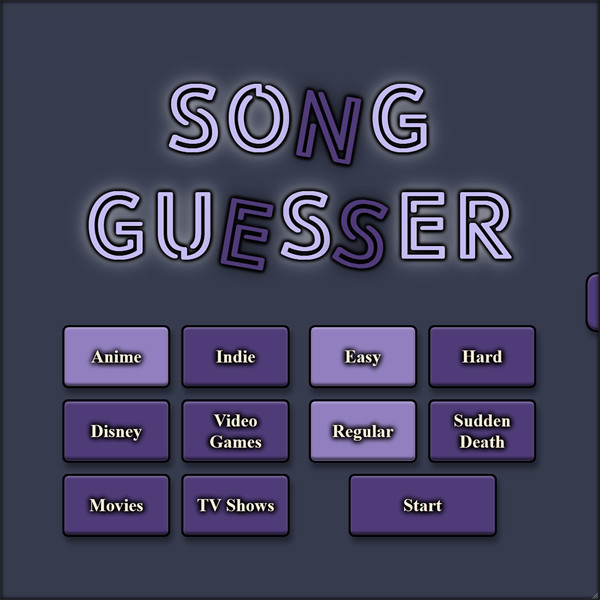 SONG
GUESSER
Anime
Indie
Easy
Hard
Disney
Video
Games
Regular
Sudden
Death
Movies
TV Shows
Start